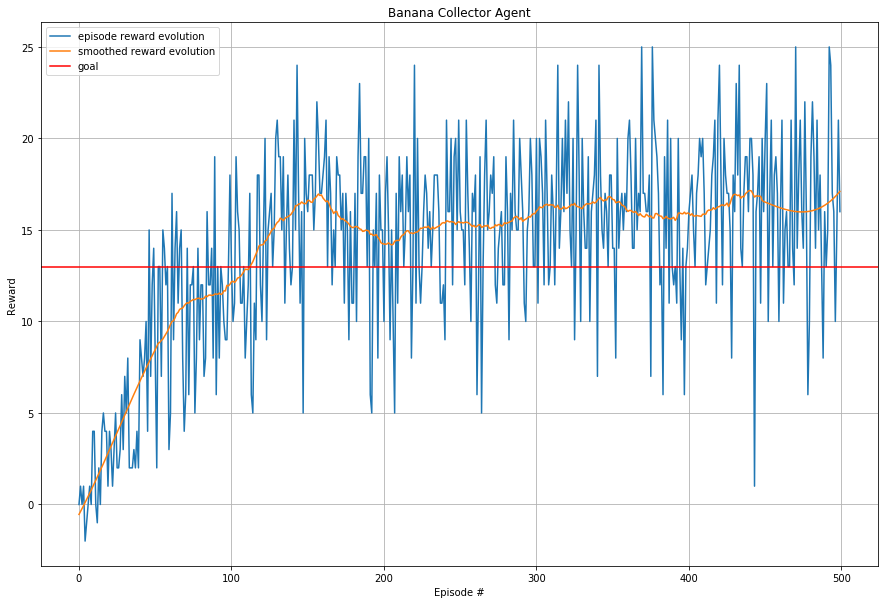 Banana Collector Agent
episode reward evolution
smoothed reward evolution
goal
25
20
15
10
5
0
Reward
0 100 200 300 400 500
Episode #